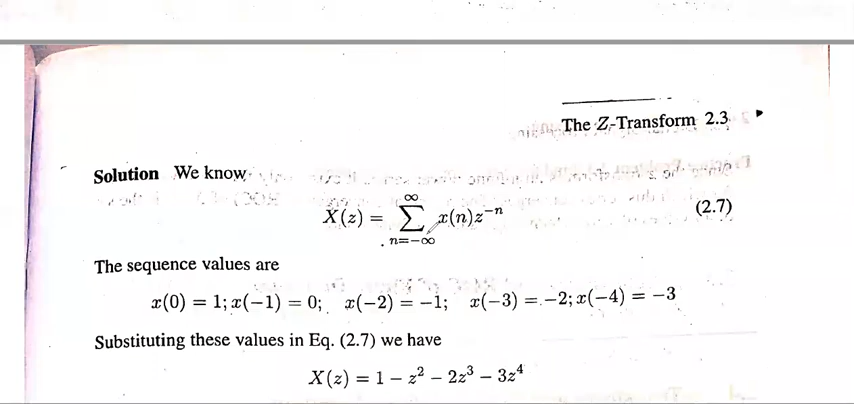 The Z-Transform 2.3
Solution We know
X(z) = ∑_{n=-∞}^{∞} x(n)z^{-n} (2.7)
The sequence values are
x(0) = 1; x(-1) = 0; x(-2) = -1; x(-3) = -2; x(-4) = -3
Substituting these values in Eq. (2.7) we have
X(z) = 1 - z^2 - 2z^3 - 3z^4